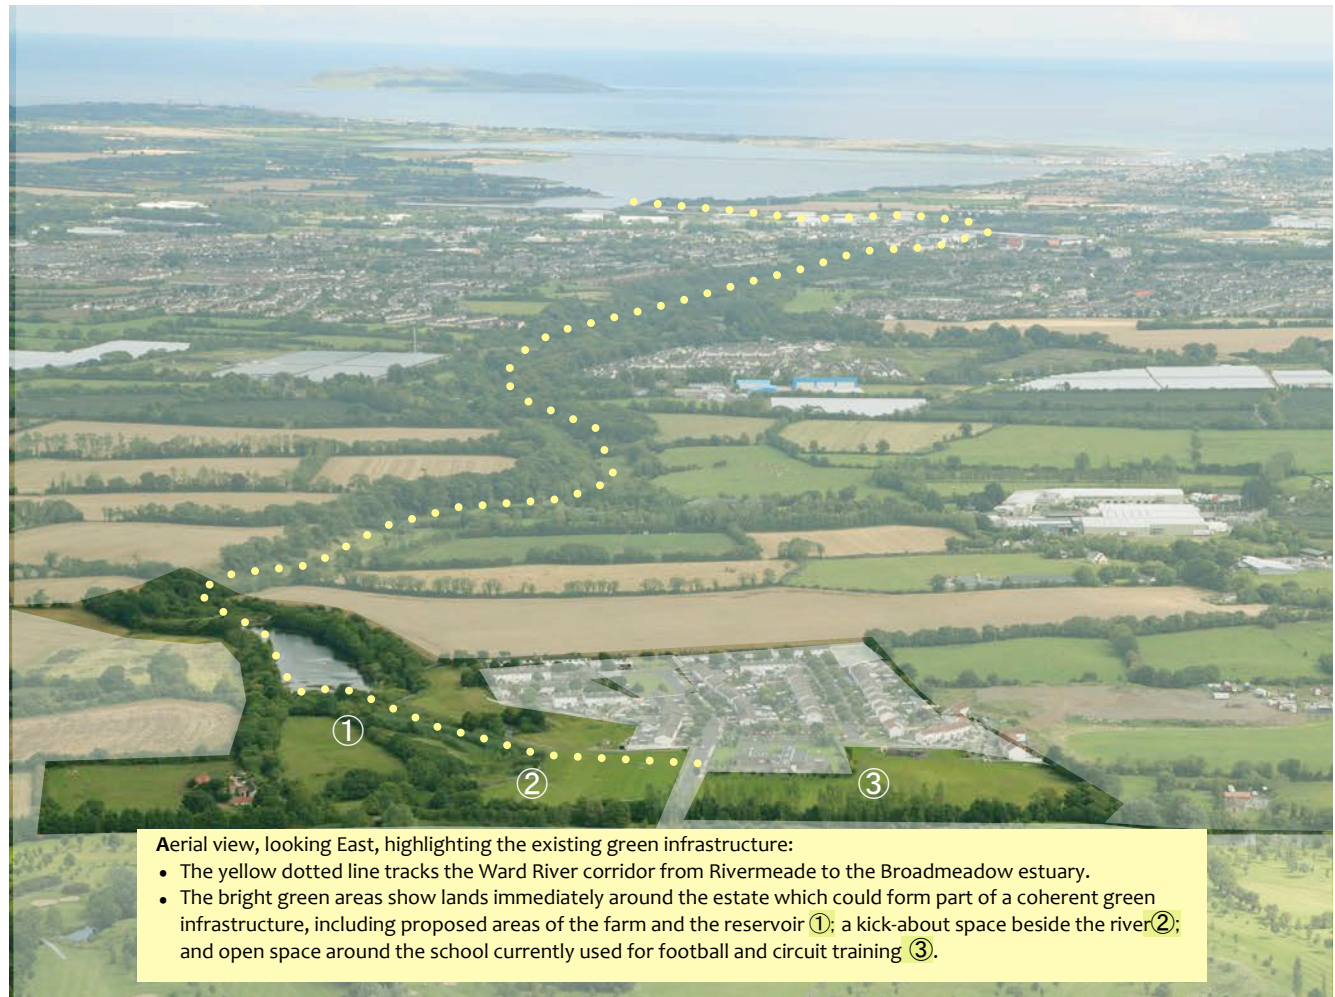 ①
②
③
Aerial view, looking East, highlighting the existing green infrastructure:
• The yellow dotted line tracks the Ward River corridor from Rivermeade to the Broadmeadow estuary.
• The bright green areas show lands immediately around the estate which could form part of a coherent green
infrastructure, including proposed areas of the farm and the reservoir ①; a kick-about space beside the river②;
and open space around the school currently used for football and circuit training ③.